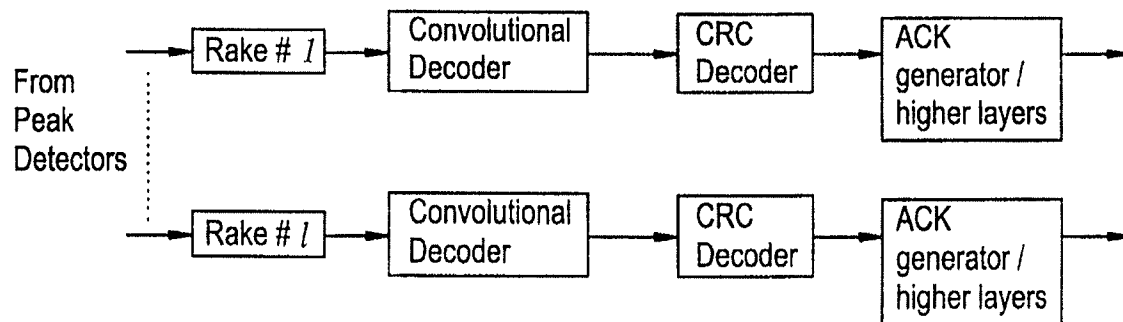 From
Peak
Detectors
Rake # 1
Convolutional
Decoder
CRC
Decoder
ACK
generator /
higher layers
Rake # l
Convolutional
Decoder
CRC
Decoder
ACK
generator /
higher layers